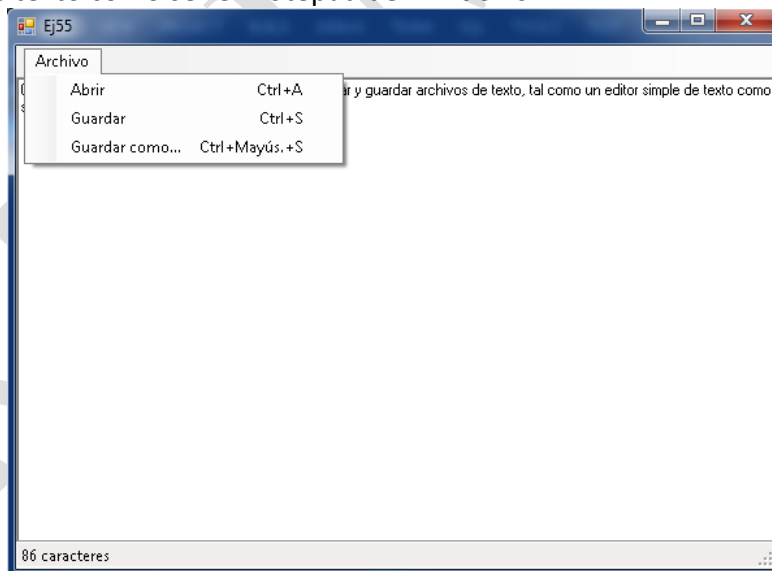 Ej55
Archivo
Abrir Ctrl+A
Guardar Ctrl+S
Guardar como... Ctrl+Mayús.+S
y guardar archivos de texto, tal como un editor simple de texto como
86 caracteres